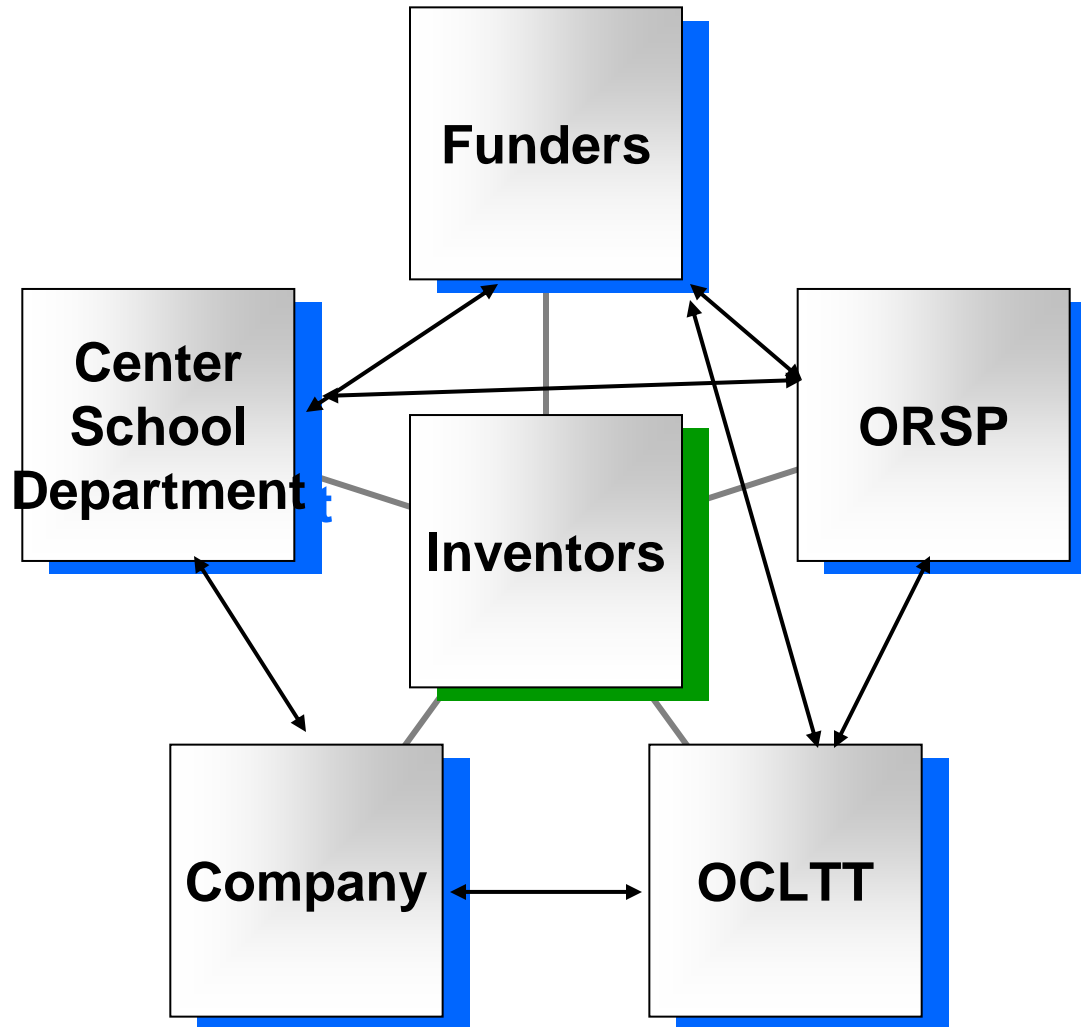 Funders
Center
School
Department
ORSP
Inventors
Company
OCLTT